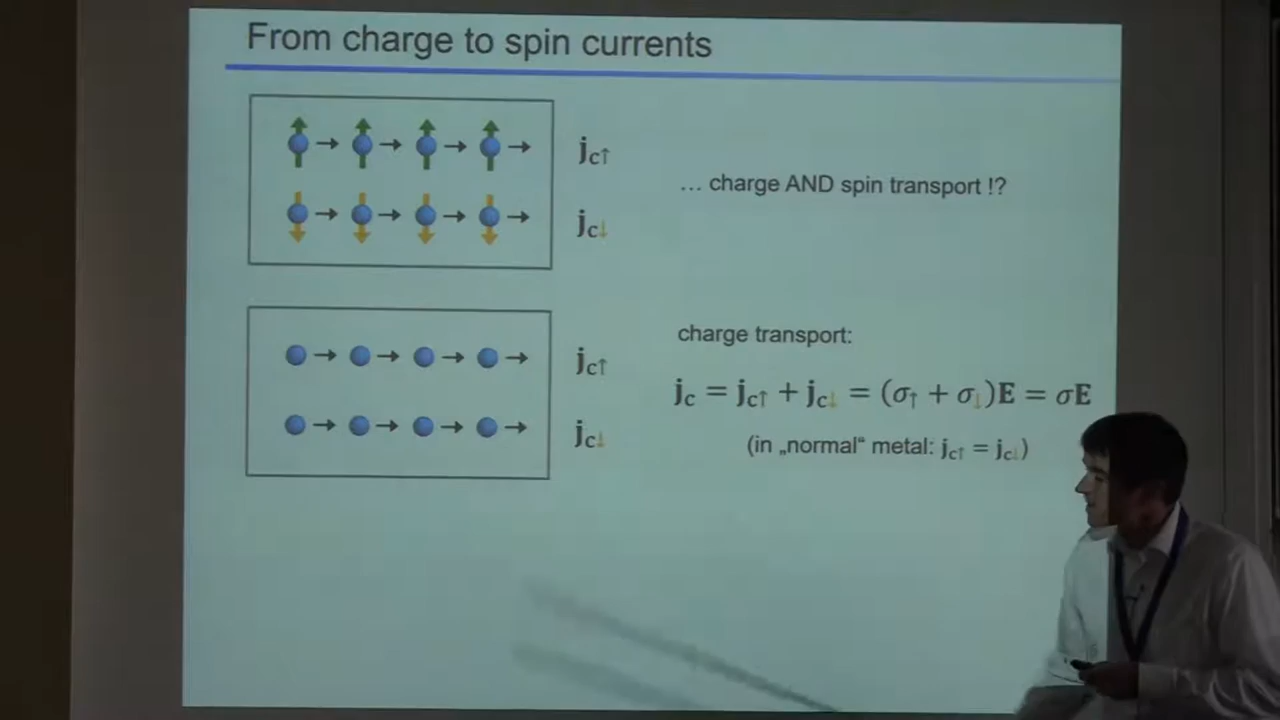 From charge to spin currents
j_c↑
… charge AND spin transport !?
j_c↓
charge transport:
j_c↑
j_c = j_c↑ + j_c↓ = (σ↑ + σ↓)E = σE
j_c↓
(in „normal“ metal: j_c↑ = j_c↓)